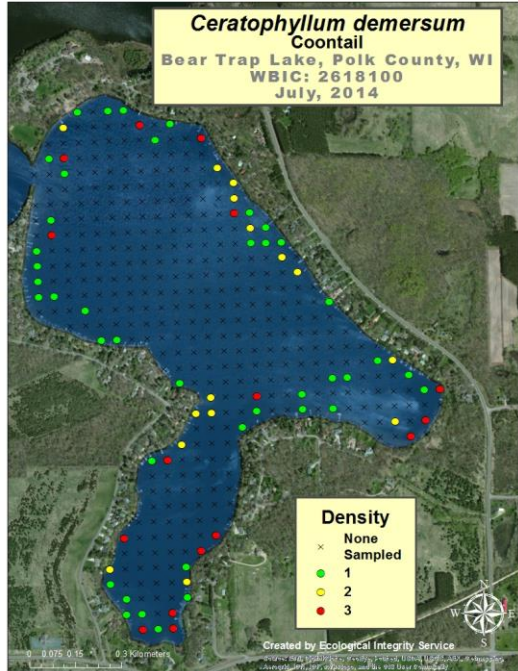 Ceratophyllum demersum
Coontail
Bear Trap Lake, Polk County, WI
WBIC: 2618100
July, 2014
Density
None
Sampled
1
2
3
N
W E
S
0 0.075 0.15 0.3 Kilometers
Created by Ecological Integrity Service